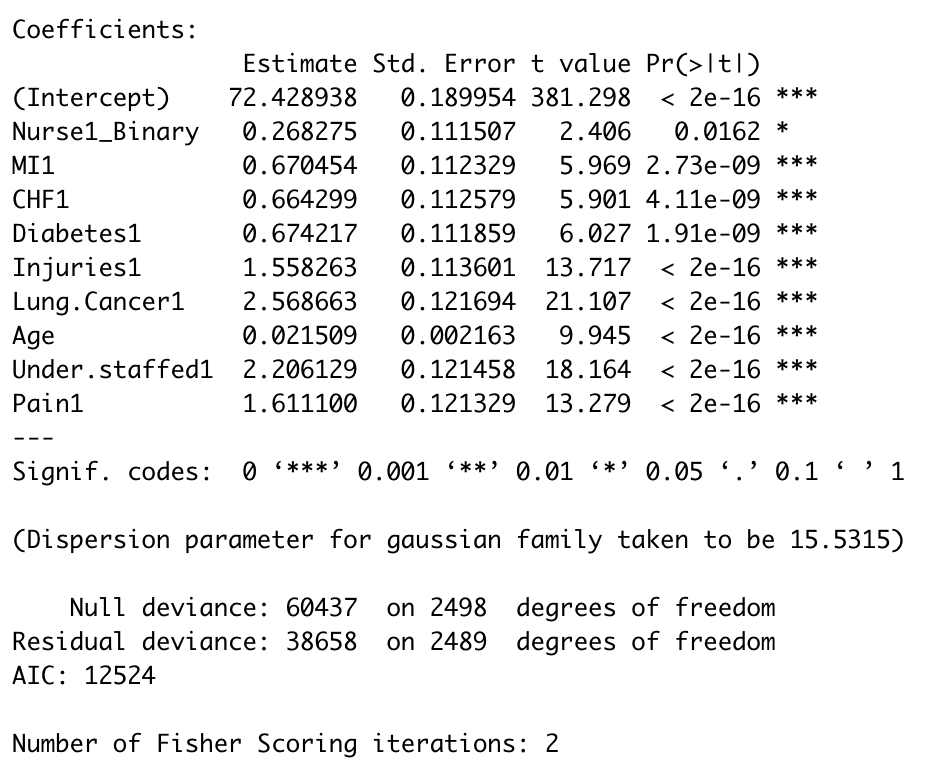 Coefficients:
Estimate Std. Error t value Pr(>|t|)
(Intercept) 72.428938 0.189954 381.298 < 2e-16 ***
Nurse1_Binary 0.268275 0.111507 2.406 0.0162 *
MI1 0.670454 0.112329 5.969 2.73e-09 ***
CHF1 0.664299 0.112579 5.901 4.11e-09 ***
Diabetes1 0.674217 0.111859 6.027 1.91e-09 ***
Injuries1 1.558263 0.113601 13.717 < 2e-16 ***
Lung.Cancer1 2.568663 0.121694 21.107 < 2e-16 ***
Age 0.021509 0.002163 9.945 < 2e-16 ***
Under.staffed1 2.206129 0.121458 18.164 < 2e-16 ***
Pain1 1.611100 0.121329 13.279 < 2e-16 ***
---
Signif. codes: 0 ‘***’ 0.001 ‘**’ 0.01 ‘*’ 0.05 ‘.’ 0.1 ‘ ’ 1
(Dispersion parameter for gaussian family taken to be 15.5315)
Null deviance: 60437 on 2498 degrees of freedom
Residual deviance: 38658 on 2489 degrees of freedom
AIC: 12524
Number of Fisher Scoring iterations: 2